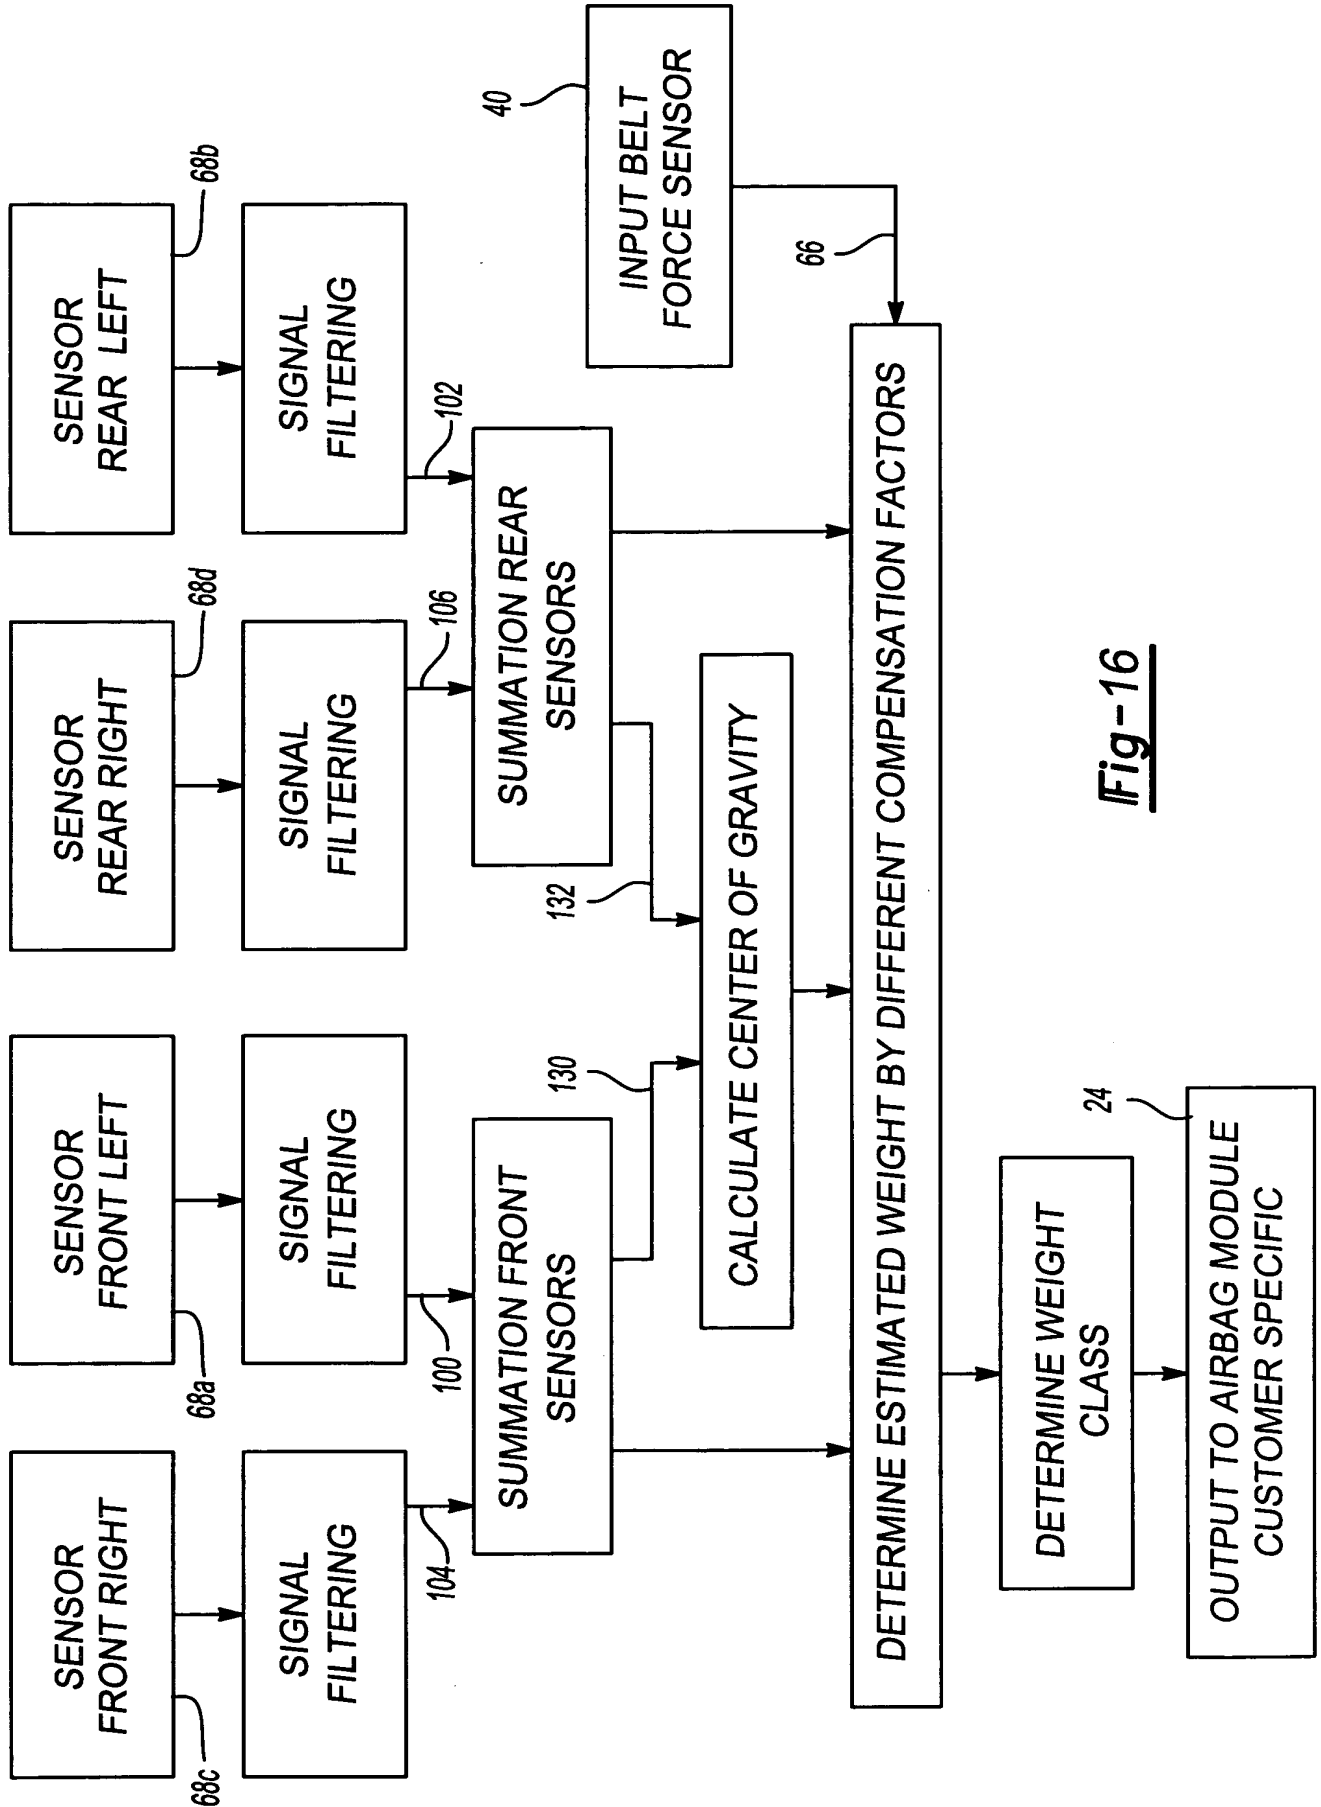 SENSOR
FRONT RIGHT
68c
SENSOR
FRONT LEFT
68a
SENSOR
REAR RIGHT
68d
SENSOR
REAR LEFT
68b
SIGNAL
FILTERING
SIGNAL
FILTERING
SIGNAL
FILTERING
SIGNAL
FILTERING
104
100
106
102
SUMMATION FRONT
SENSORS
SUMMATION REAR
SENSORS
INPUT BELT
FORCE SENSOR
40
130
132
66
CALCULATE CENTER OF GRAVITY
DETERMINE ESTIMATED WEIGHT BY DIFFERENT COMPENSATION FACTORS
DETERMINE WEIGHT
CLASS
24
OUTPUT TO AIRBAG MODULE
CUSTOMER SPECIFIC
Fig-16